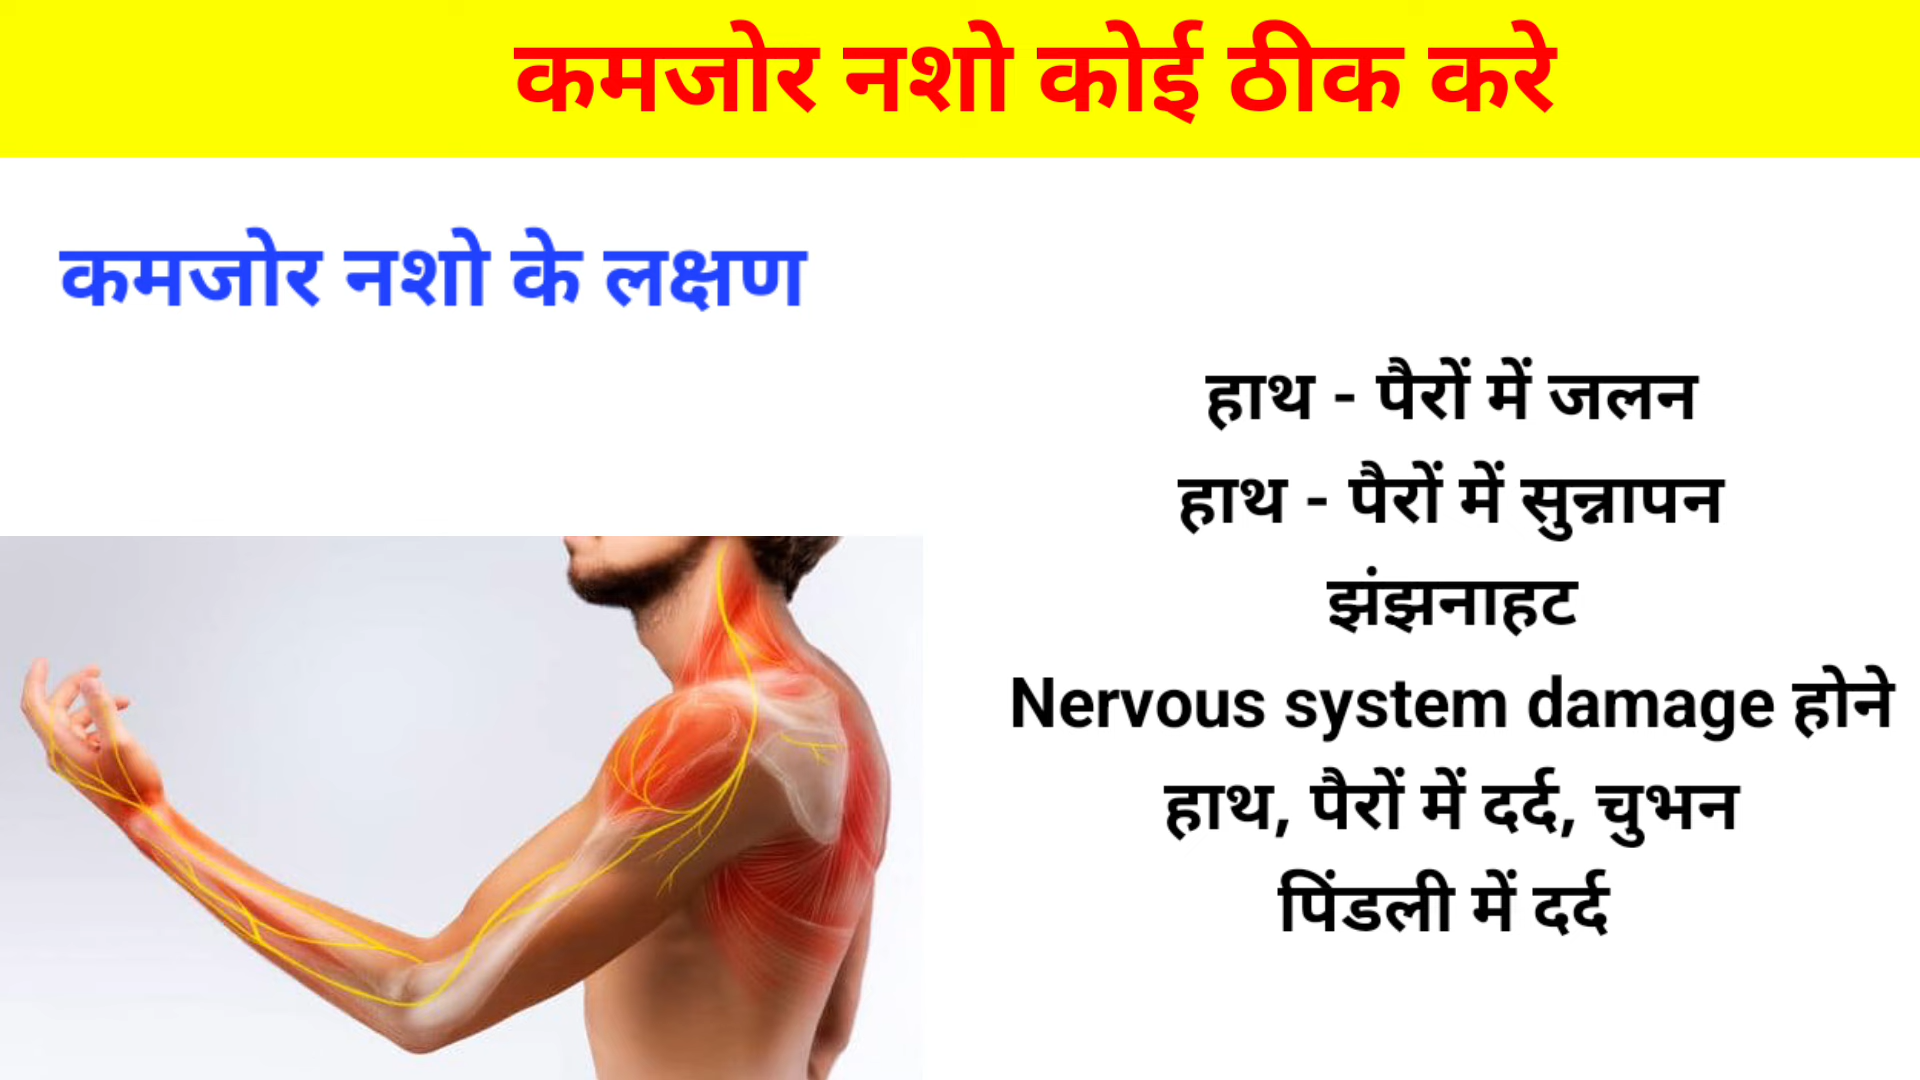 कमजोर नशो कोई ठीक करे
कमजोर नशो के लक्षण
हाथ - पैरों में जलन
हाथ - पैरों में सुन्नापन
झंझनाहट
Nervous system damage होने
हाथ, पैरों में दर्द, चुभन
पिंडली में दर्द